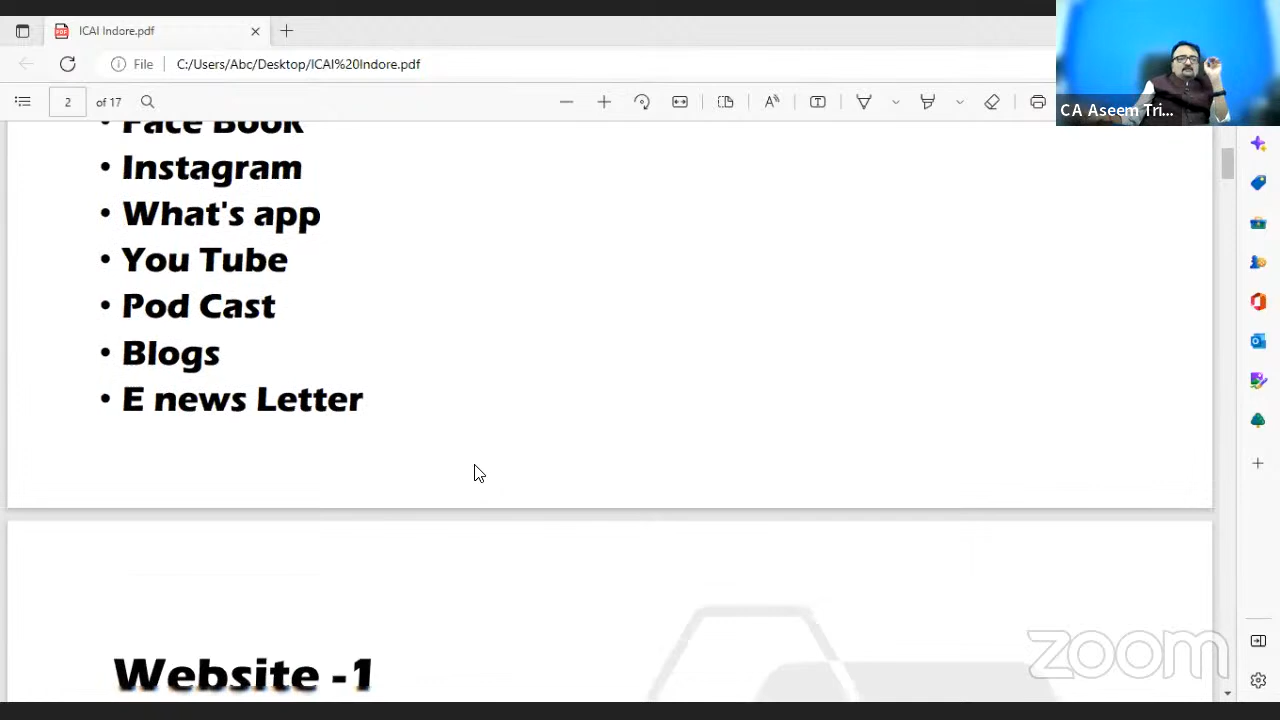 ICAI Indore.pdf
File
C:/Users/Abc/Desktop/ICAI%20Indore.pdf
2 of 17
CA Aseem Tri...
• Face Book
• Instagram
• What's app
• You Tube
• Pod Cast
• Blogs
• E news Letter
Website -1
zoom